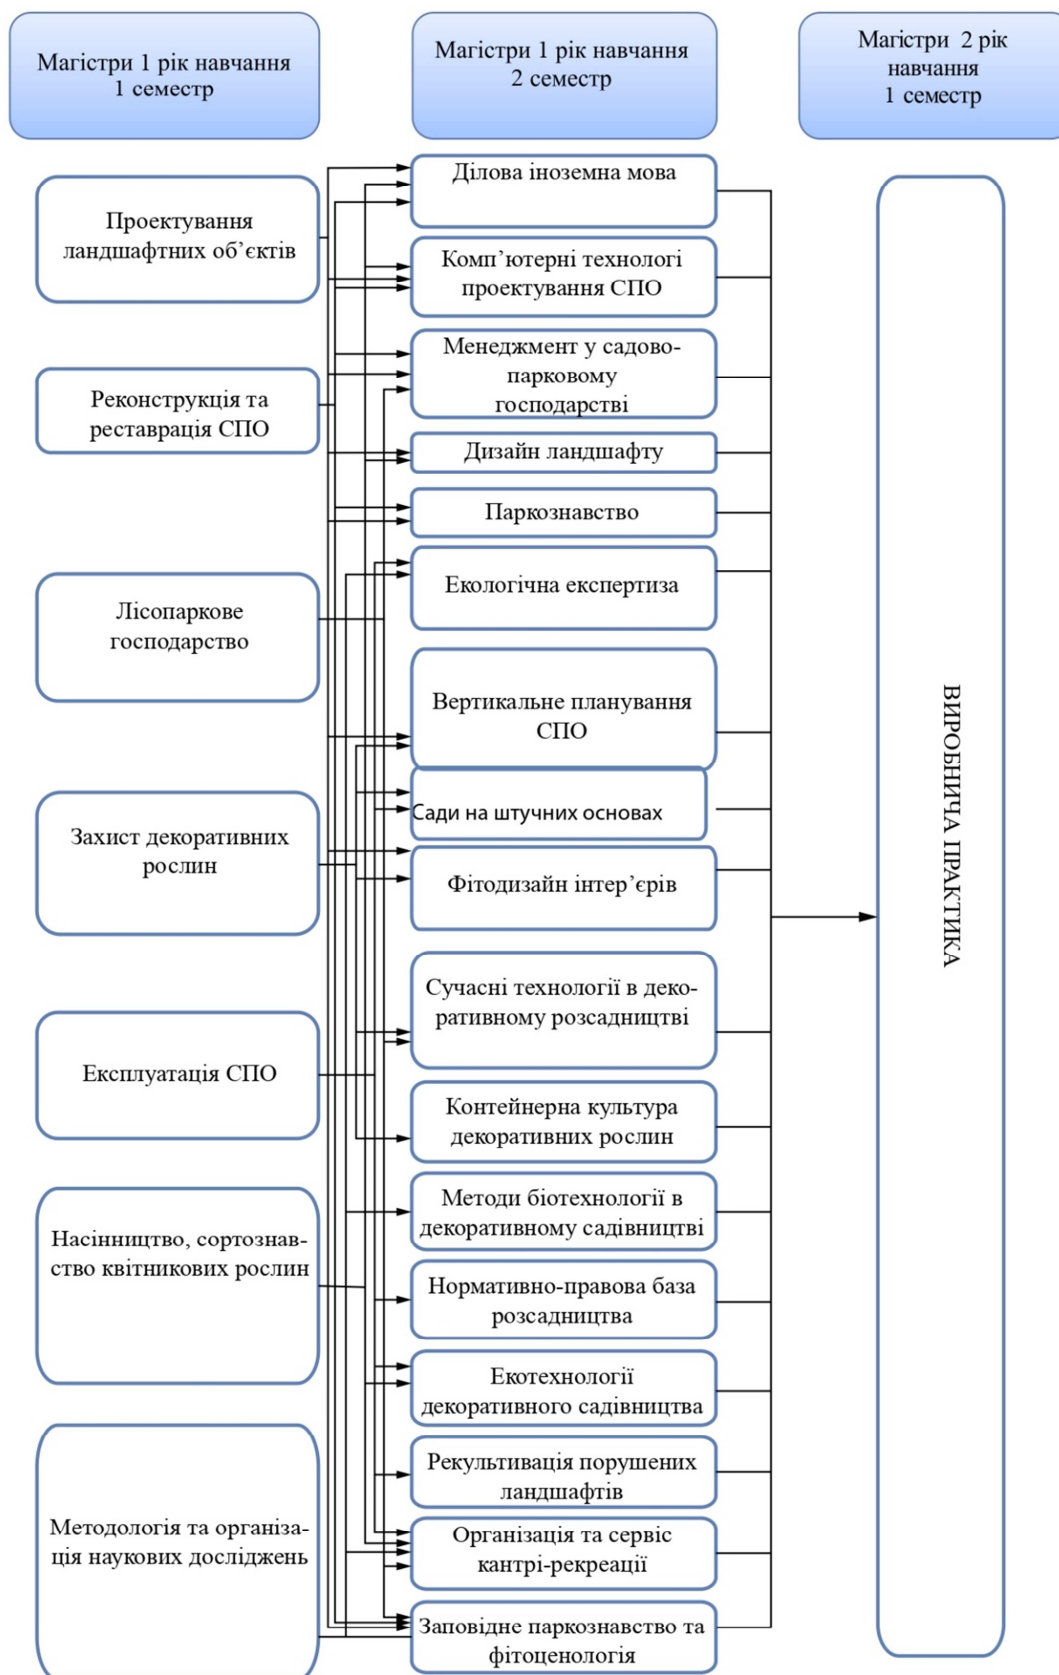 Магістри 1 рік навчання
1 семестр
Магістри 1 рік навчання
2 семестр
Магістри 2 рік
навчання
1 семестр
Проектування
ландшафтних об’єктів
Реконструкція та
реставрація СПО
Лісопаркове
господарство
Захист декоративних
рослин
Експлуатація СПО
Насінництво, сортознав-
ство квітникових рослин
Методологія та організа-
ція наукових досліджень
Ділова іноземна мова
Комп’ютерні технологі
проектування СПО
Менеджмент у садово-
парковому
господарстві
Дизайн ландшафту
Паркознавство
Екологічна експертиза
Вертикальне планування
СПО
Сади на штучних основах
Фітодизайн інтер’єрів
Сучасні технології в деко-
ративному розсадництві
Контейнерна культура
декоративних рослин
Методи біотехнології в
декоративному садівництві
Нормативно-правова база
розсадництва
Екотехнології
декоративного садівництва
Рекультивація порушених
ландшафтів
Організація та сервіс
кантрі-рекреації
Заповідне паркознавство та
фітоценологія
ВИРОБНИЧА ПРАКТИКА